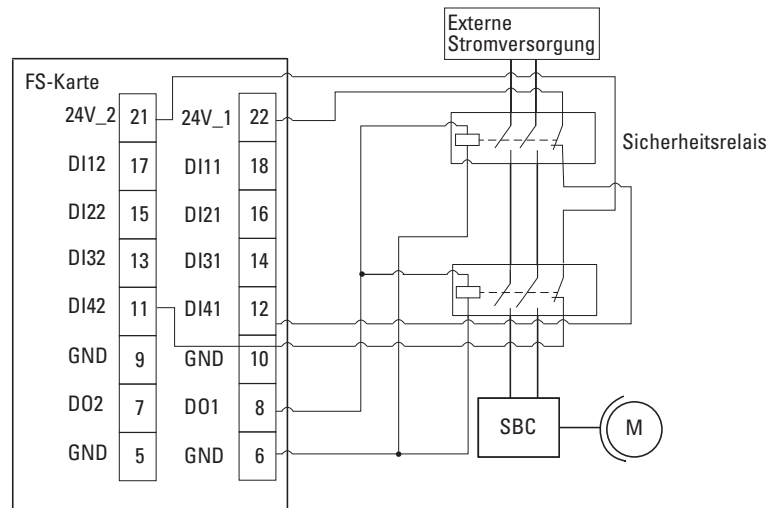 Externe
Stromversorgung
FS-Karte
24V_2 21 24V_1 22
DI12 17 DI11 18
DI22 15 DI21 16
DI32 13 DI31 14
DI42 11 DI41 12
GND 9 GND 10
DO2 7 DO1 8
GND 5 GND 6
Sicherheitsrelais
SBC
M